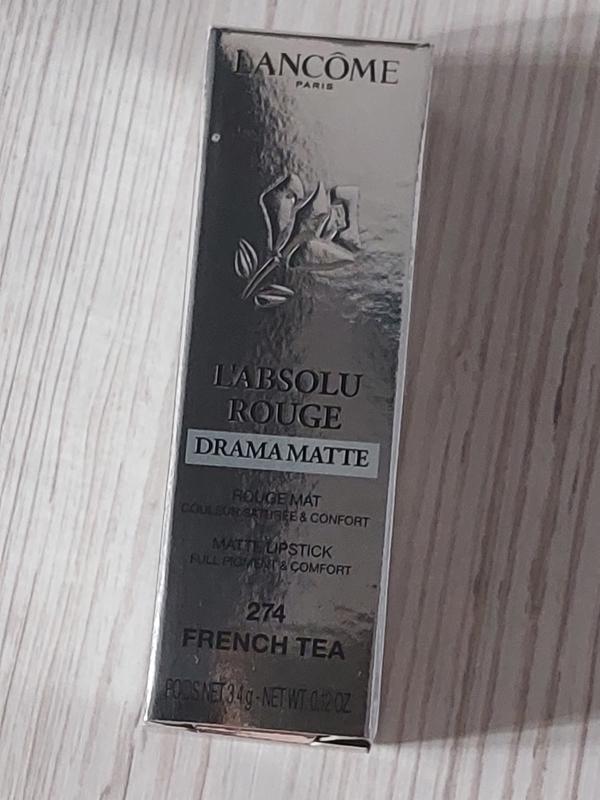 LANCÔME
PARIS
L'ABSOLU
ROUGE
DRAMA MATTE
ROUGE MAT
COULEUR SATURÉE & CONFORT
MATTE LIPSTICK
FULL PIGMENT & COMFORT
274
FRENCH TEA
POIDS NET 3.4 g - NET WT. 0.12 OZ.